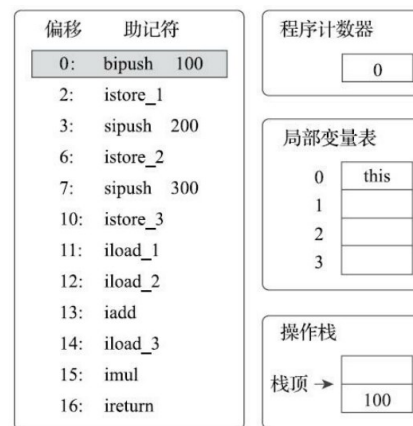 偏移 助记符
0: bipush 100
2: istore_1
3: sipush 200
6: istore_2
7: sipush 300
10: istore_3
11: iload_1
12: iload_2
13: iadd
14: iload_3
15: imul
16: ireturn
程序计数器
0
局部变量表
0 this
1
2
3
操作栈
栈顶
100